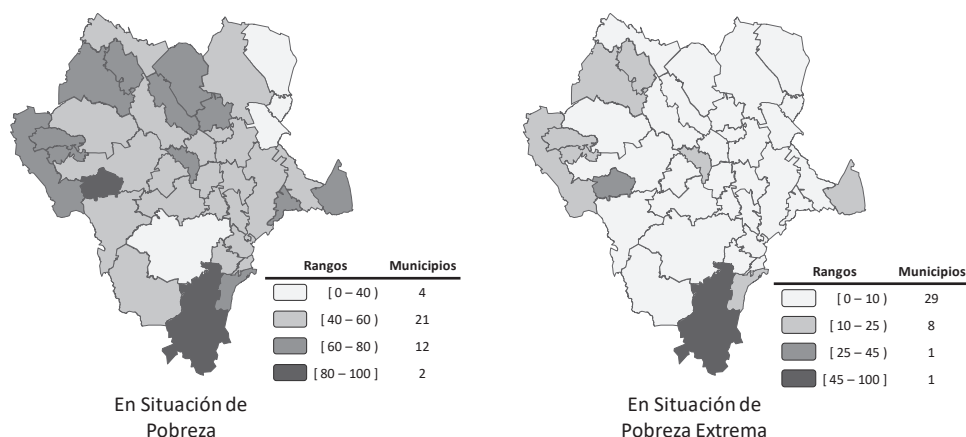 Rangos Municipios
[ 0 – 40 ) 4
[ 40 – 60 ) 21
[ 60 – 80 ) 12
[ 80 – 100 ] 2
En Situación de
Pobreza
Rangos Municipios
[ 0 – 10 ) 29
[ 10 – 25 ) 8
[ 25 – 45 ) 1
[ 45 – 100 ] 1
En Situación de
Pobreza Extrema